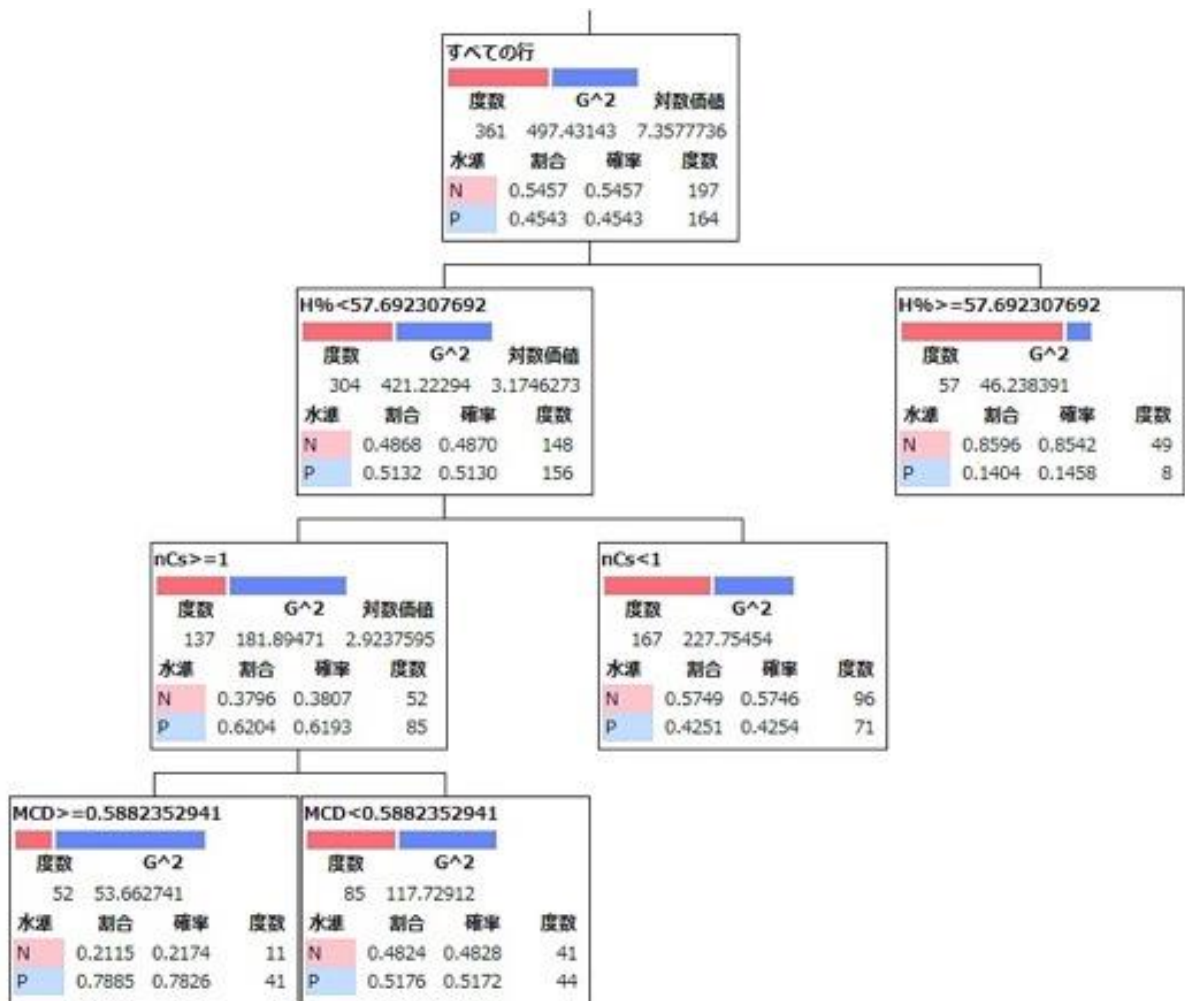 すべての行
度数 G^2 対数価値
361 497.43143 7.3577736
水準 割合 確率 度数
N 0.5457 0.5457 197
P 0.4543 0.4543 164
H%<57.692307692
度数 G^2 対数価値
304 421.22294 3.1746273
水準 割合 確率 度数
N 0.4868 0.4870 148
P 0.5132 0.5130 156
H%>=57.692307692
度数 G^2
57 46.238391
水準 割合 確率 度数
N 0.8596 0.8542 49
P 0.1404 0.1458 8
nCs>=1
度数 G^2 対数価値
137 181.89471 2.9237595
水準 割合 確率 度数
N 0.3796 0.3807 52
P 0.6204 0.6193 85
nCs<1
度数 G^2
167 227.75454
水準 割合 確率 度数
N 0.5749 0.5746 96
P 0.4251 0.4254 71
MCD>=0.5882352941
度数 G^2
52 53.662741
水準 割合 確率 度数
N 0.2115 0.2174 11
P 0.7885 0.7826 41
MCD<0.5882352941
度数 G^2
85 117.72912
水準 割合 確率 度数
N 0.4824 0.4828 41
P 0.5176 0.5172 44